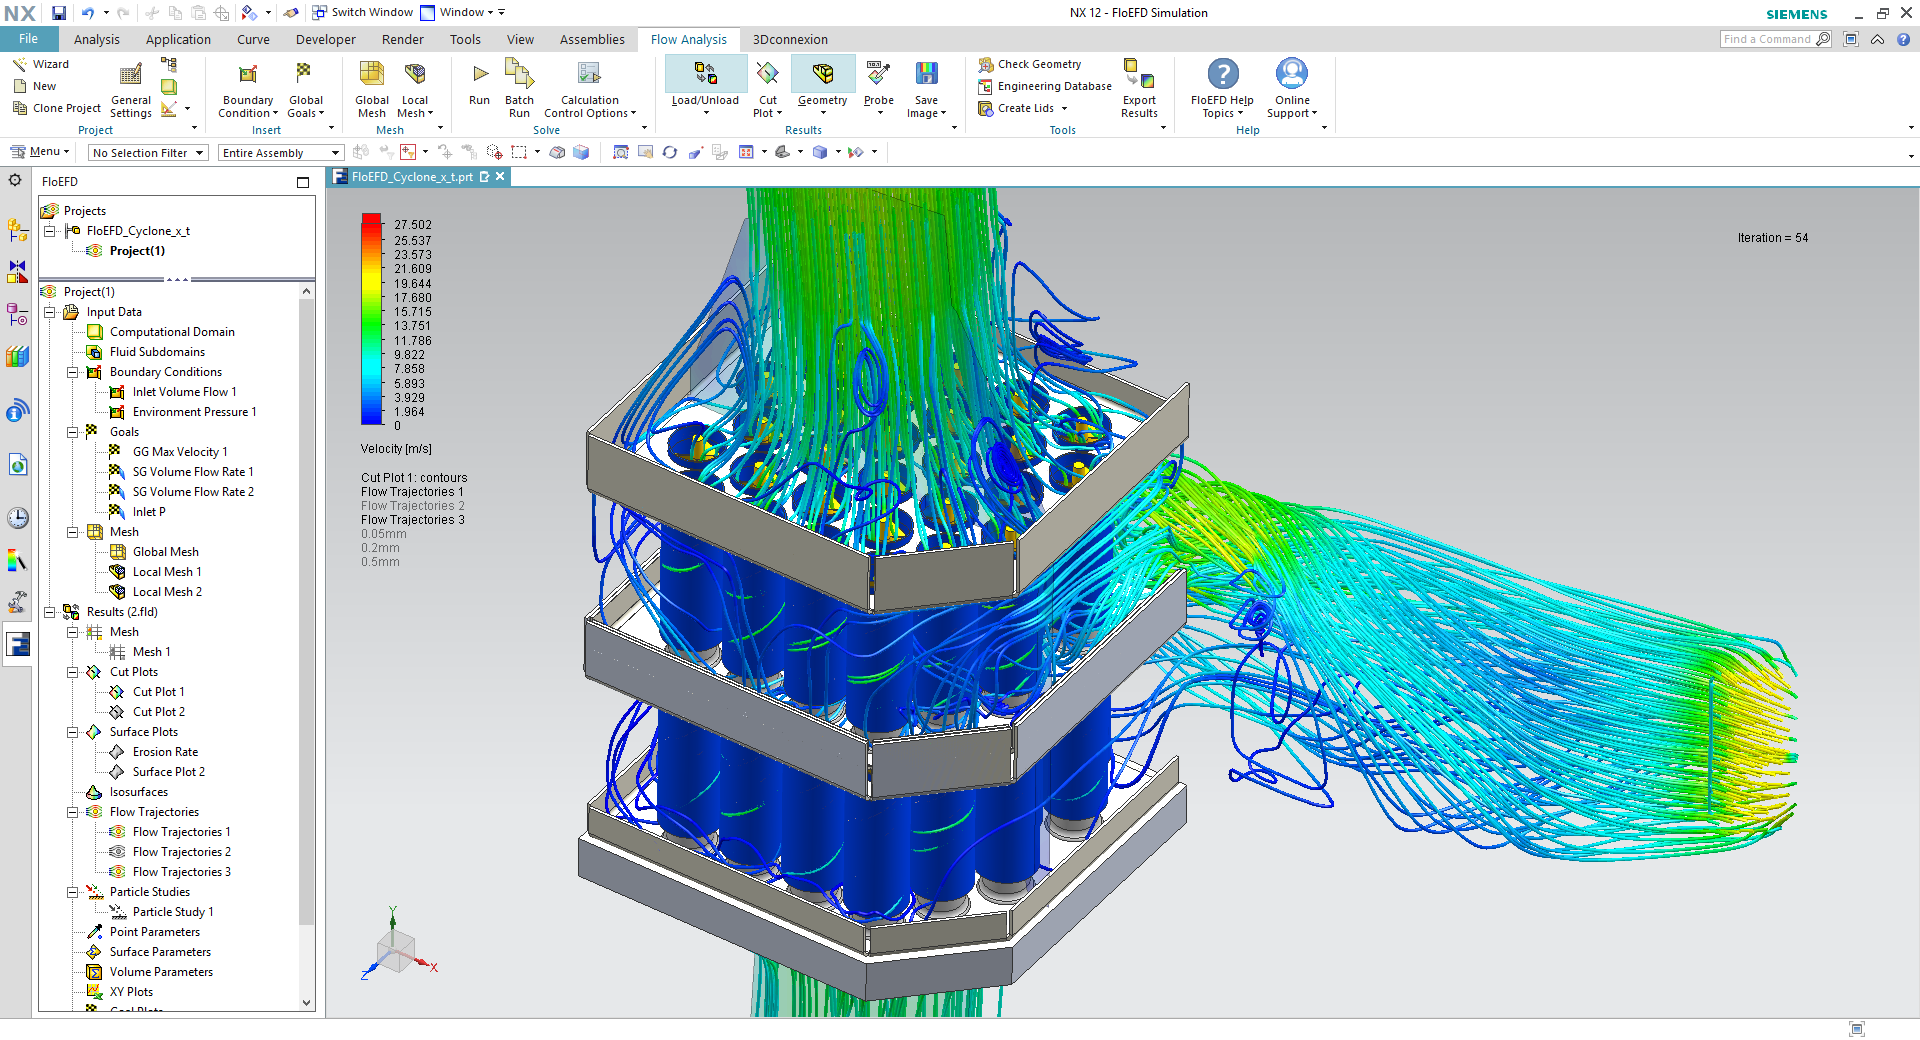 NX
Switch Window
Window
NX 12 - FloEFD Simulation
SIEMENS
File
Analysis
Application
Curve
Developer
Render
Tools
View
Assemblies
Flow Analysis
3Dconnexion
Find a Command
Wizard
New
Clone Project
General Settings
Project
Boundary Condition
Global Goals
Insert
Global Mesh
Local Mesh
Mesh
Run
Batch Run
Calculation Control Options
Solve
Load/Unload
Cut Plot
Geometry
Probe
Save Image
Results
Check Geometry
Engineering Database
Create Lids
Export Results
Tools
FloEFD Help Topics
Online Support
Help
Menu
No Selection Filter
Entire Assembly
FloEFD
FloEFD_Cyclone_x_t.prt
Projects
FloEFD_Cyclone_x_t
Project(1)
Project(1)
Input Data
Computational Domain
Fluid Subdomains
Boundary Conditions
Inlet Volume Flow 1
Environment Pressure 1
Goals
GG Max Velocity 1
SG Volume Flow Rate 1
SG Volume Flow Rate 2
Inlet P
Mesh
Global Mesh
Local Mesh 1
Local Mesh 2
Results (2.fld)
Mesh
Mesh 1
Cut Plots
Cut Plot 1
Cut Plot 2
Surface Plots
Erosion Rate
Surface Plot 2
Isosurfaces
Flow Trajectories
Flow Trajectories 1
Flow Trajectories 2
Flow Trajectories 3
Particle Studies
Particle Study 1
Point Parameters
Surface Parameters
Volume Parameters
XY Plots
Goal Plots
27.502
25.537
23.573
21.609
19.644
17.680
15.715
13.751
11.786
9.822
7.858
5.893
3.929
1.964
0
Velocity [m/s]
Cut Plot 1: contours
Flow Trajectories 1
Flow Trajectories 2
Flow Trajectories 3
0.05mm
0.2mm
0.5mm
Iteration = 54
Y
X
Z